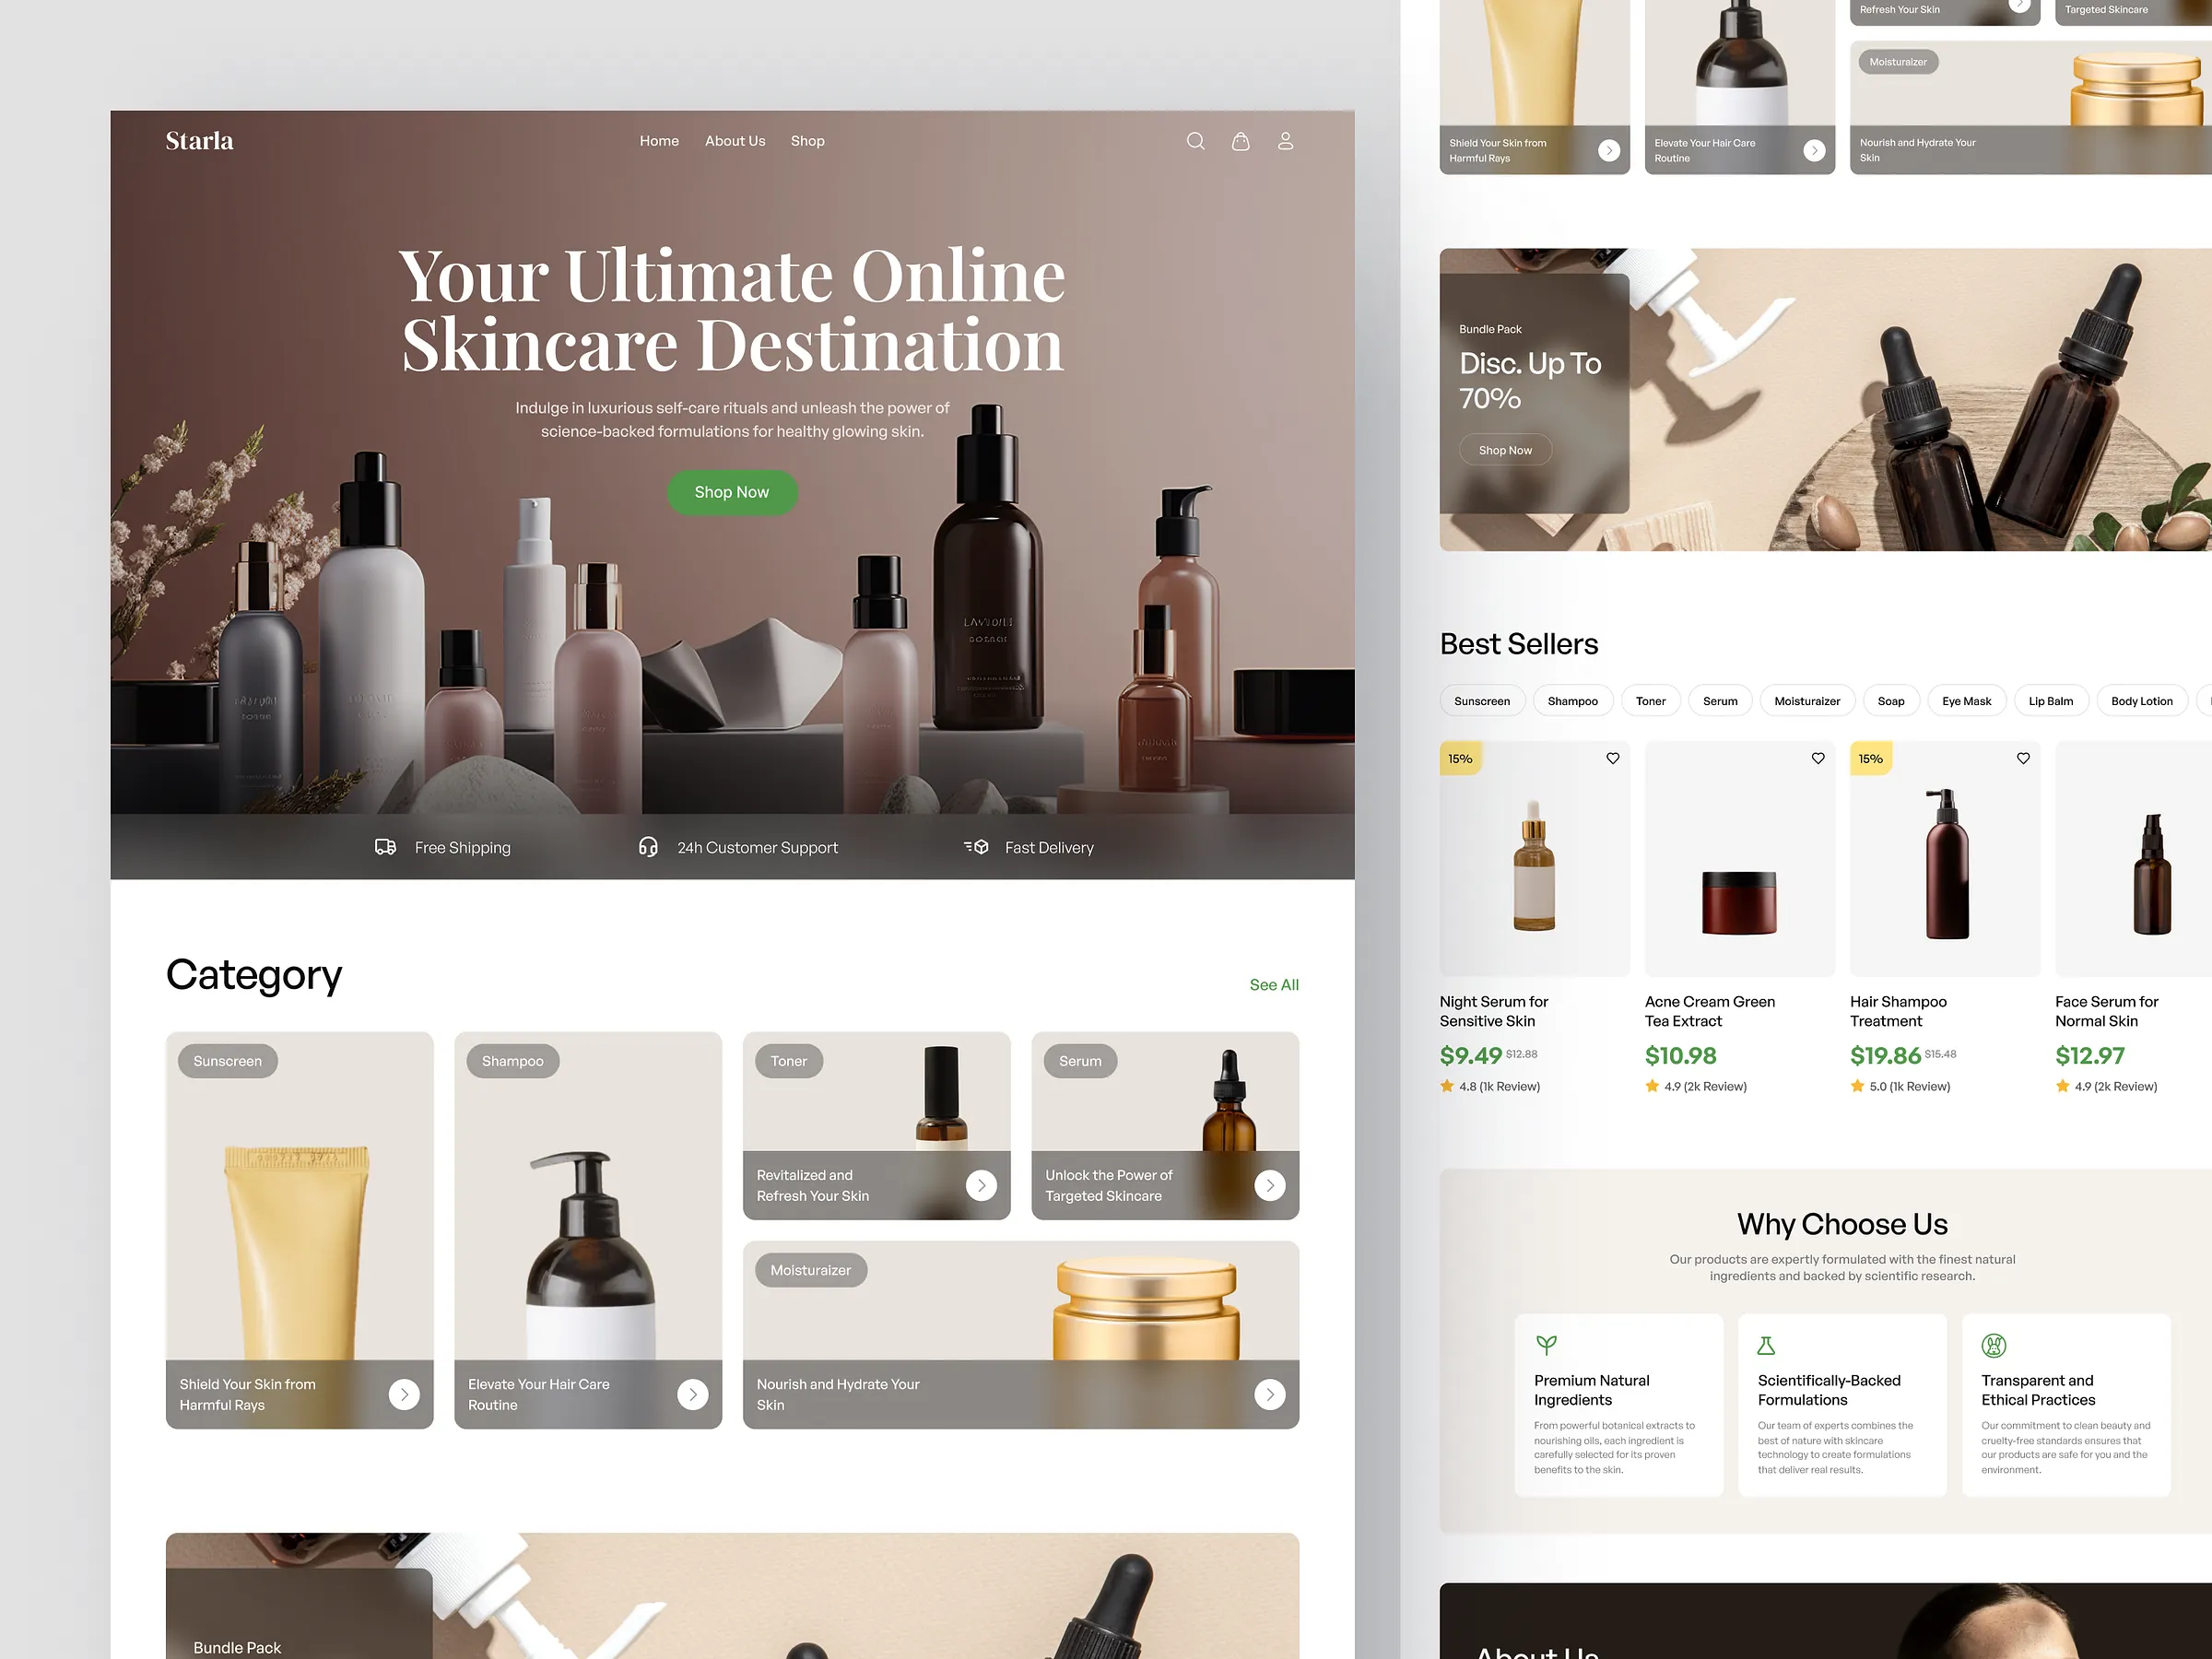 Starla
Home
About Us
Shop
Your Ultimate Online
Skincare Destination
Indulge in luxurious self-care rituals and unleash the power of
science-backed formulations for healthy glowing skin.
Shop Now
Free Shipping
24h Customer Support
Fast Delivery
Category
See All
Sunscreen
Shield Your Skin from
Harmful Rays
Shampoo
Elevate Your Hair Care
Routine
Toner
Revitalized and
Refresh Your Skin
Serum
Unlock the Power of
Targeted Skincare
Moisturaizer
Nourish and Hydrate Your
Skin
Bundle Pack
Refresh Your Skin
Targeted Skincare
Shield Your Skin from
Harmful Rays
Elevate Your Hair Care
Routine
Moisturaizer
Nourish and Hydrate Your
Skin
Bundle Pack
Disc. Up To
70%
Shop Now
Best Sellers
Sunscreen
Shampoo
Toner
Serum
Moisturaizer
Soap
Eye Mask
Lip Balm
Body Lotion
15%
Night Serum for
Sensitive Skin
$9.49 $12.88
4.8 (1k Review)
Acne Cream Green
Tea Extract
$10.98
4.9 (2k Review)
15%
Hair Shampoo
Treatment
$19.86 $15.48
5.0 (1k Review)
Face Serum for
Normal Skin
$12.97
4.9 (2k Review)
Why Choose Us
Our products are expertly formulated with the finest natural
ingredients and backed by scientific research.
Premium Natural
Ingredients
From powerful botanical extracts to
nourishing oils, each ingredient is
carefully selected for its proven
benefits to the skin.
Scientifically-Backed
Formulations
Our team of experts combines the
best of nature with skincare
technology to create formulations
that deliver real results.
Transparent and
Ethical Practices
Our commitment to clean beauty and
cruelty-free standards ensures that
our products are safe for you and the
environment.
About Us